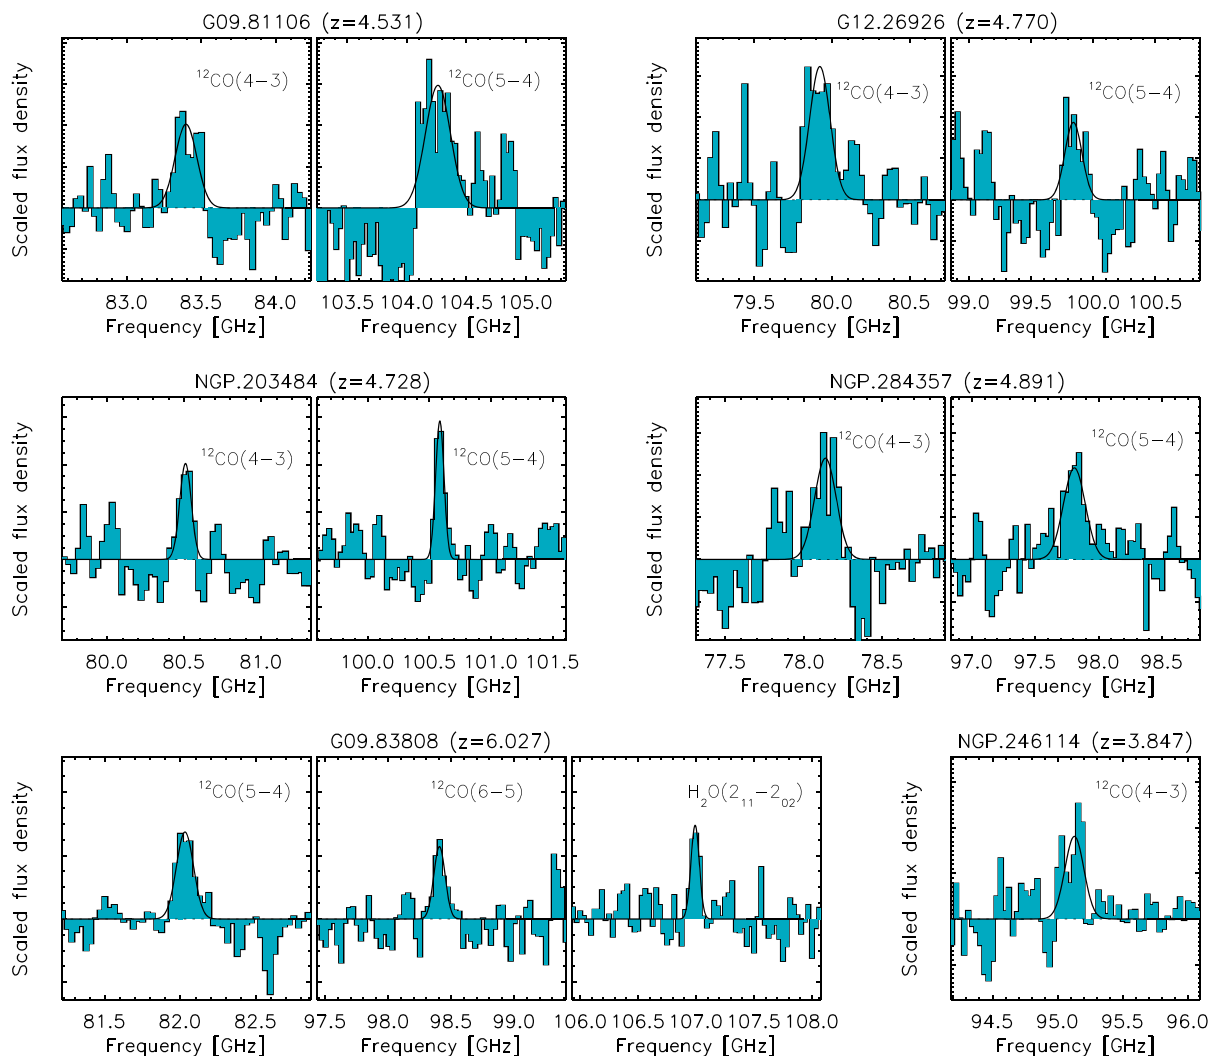 G09.81106 (z=4.531)
G12.26926 (z=4.770)
Scaled flux density
¹²CO(4−3)
¹²CO(5−4)
Scaled flux density
¹²CO(4−3)
¹²CO(5−4)
83.0 83.5 84.0
103.5 104.0 104.5 105.0
79.5 80.0 80.5
99.0 99.5 100.0 100.5
Frequency [GHz]
Frequency [GHz]
Frequency [GHz]
Frequency [GHz]
NGP.203484 (z=4.728)
NGP.284357 (z=4.891)
Scaled flux density
¹²CO(4−3)
¹²CO(5−4)
Scaled flux density
¹²CO(4−3)
¹²CO(5−4)
80.0 80.5 81.0
100.0 100.5 101.0 101.5
77.5 78.0 78.5
97.0 97.5 98.0 98.5
Frequency [GHz]
Frequency [GHz]
Frequency [GHz]
Frequency [GHz]
G09.83808 (z=6.027)
NGP.246114 (z=3.847)
Scaled flux density
¹²CO(5−4)
¹²CO(6−5)
H₂O(2₁₁−2₀₂)
Scaled flux density
¹²CO(4−3)
81.5 82.0 82.5
97.5 98.0 98.5 99.0
106.0 106.5 107.0 107.5 108.0
94.5 95.0 95.5 96.0
Frequency [GHz]
Frequency [GHz]
Frequency [GHz]
Frequency [GHz]